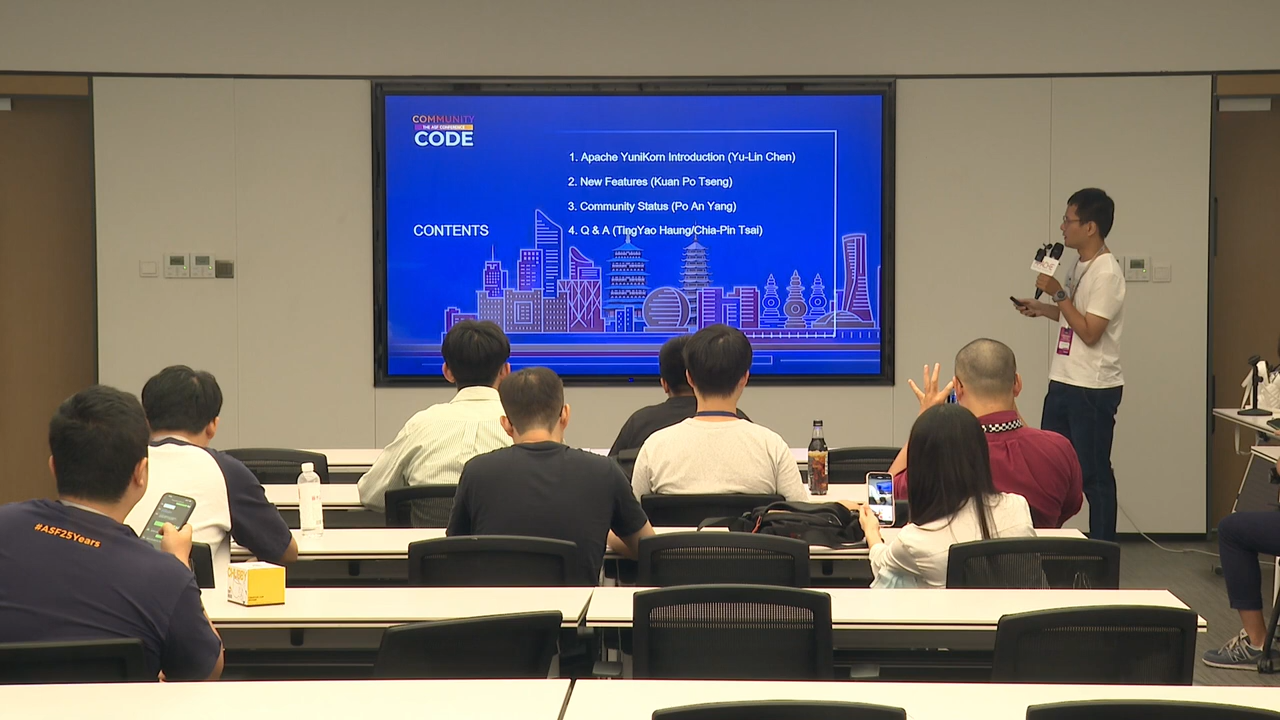 COMMUNITY
THE ASF CONFERENCE
CODE
1. Apache YuniKorn Introduction (Yu-Lin Chen)
2. New Features (Kuan Po Tseng)
3. Community Status (Po An Yang)
CONTENTS
4. Q & A (TingYao Haung/Chia-Pin Tsai)
#ASF25Years
CHUBBY